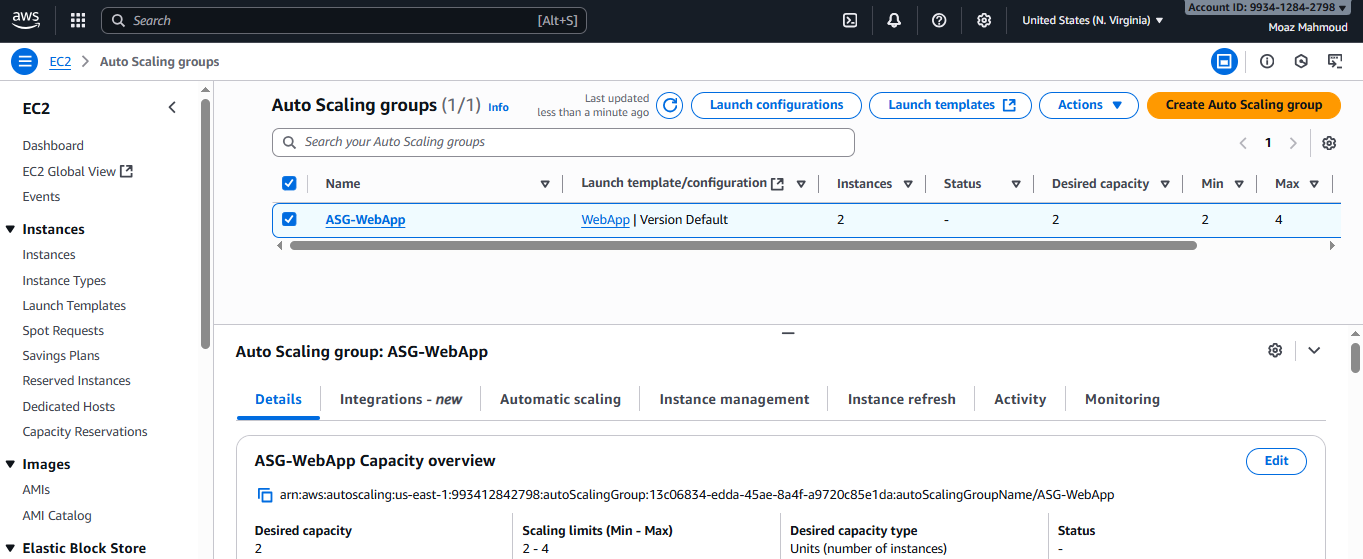 aws
Search
[Alt+S]
United States (N. Virginia)
Account ID: 9934-1284-2798
Moaz Mahmoud
EC2 > Auto Scaling groups
EC2
Dashboard
EC2 Global View
Events
Instances
Instances
Instance Types
Launch Templates
Spot Requests
Savings Plans
Reserved Instances
Dedicated Hosts
Capacity Reservations
Images
AMIs
AMI Catalog
Elastic Block Store
Auto Scaling groups (1/1) Info
Last updated
less than a minute ago
Launch configurations
Launch templates
Actions
Create Auto Scaling group
Search your Auto Scaling groups
1
Name Launch template/configuration Instances Status Desired capacity Min Max
ASG-WebApp WebApp | Version Default 2 - 2 2 4
Auto Scaling group: ASG-WebApp
Details Integrations - new Automatic scaling Instance management Instance refresh Activity Monitoring
ASG-WebApp Capacity overview
Edit
arn:aws:autoscaling:us-east-1:993412842798:autoScalingGroup:13c06834-edda-45ae-8a4f-a9720c85e1da:autoScalingGroupName/ASG-WebApp
Desired capacity Scaling limits (Min - Max) Desired capacity type Status
2 2 - 4 Units (number of instances) -